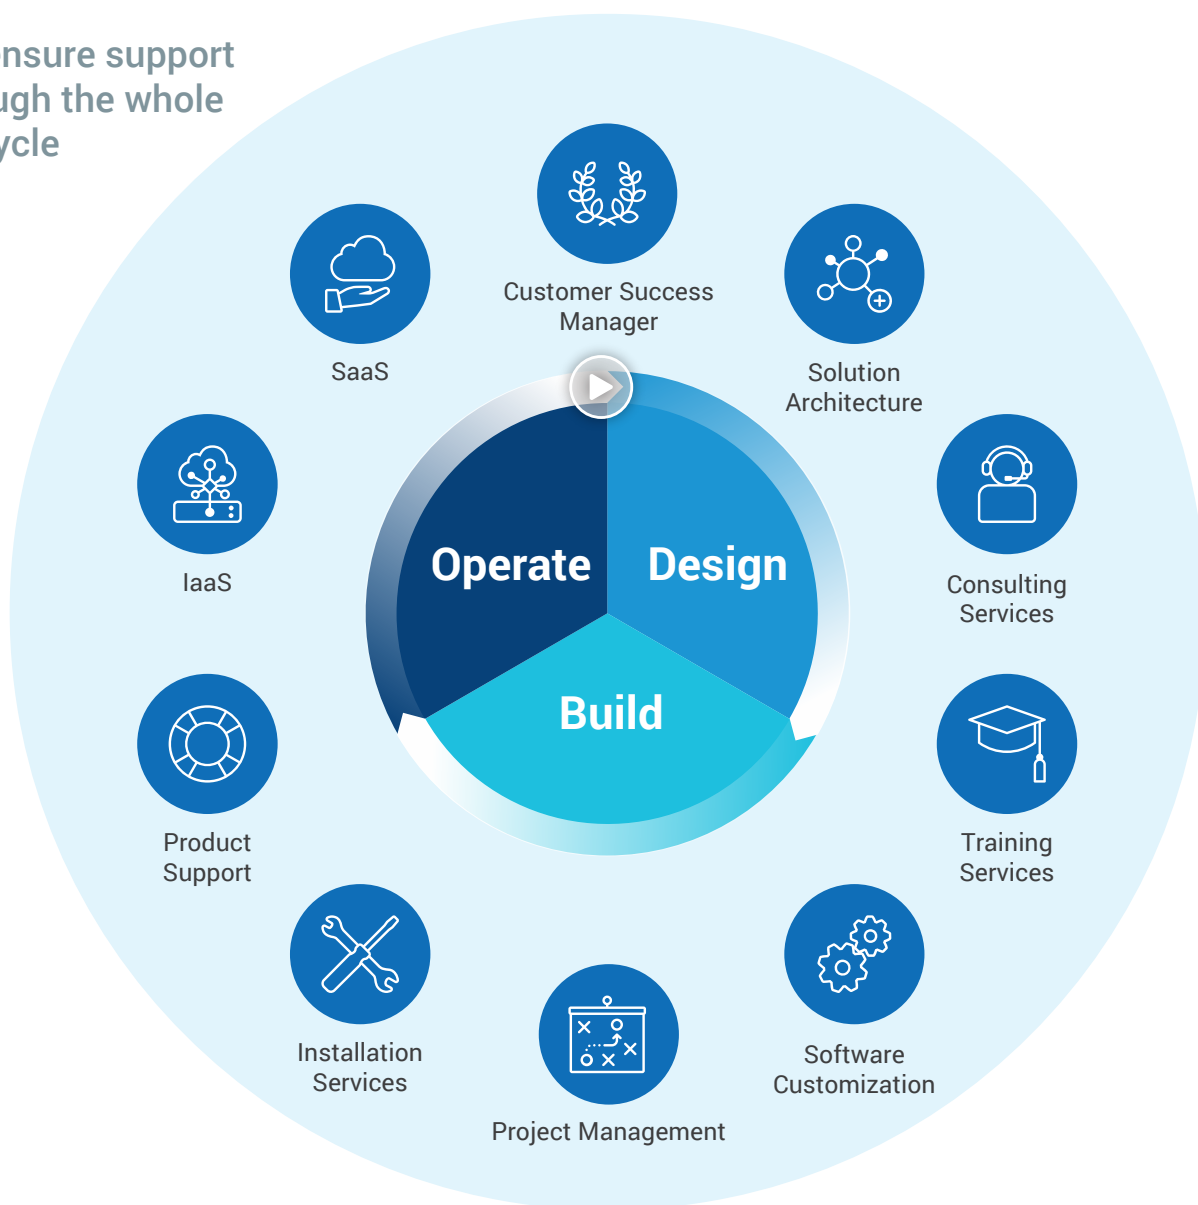 ensure support
ugh the whole
ycle
Customer Success
Manager
SaaS
Solution
Architecture
IaaS
Consulting
Services
Operate
Design
Build
Product
Support
Training
Services
Installation
Services
Software
Customization
Project Management